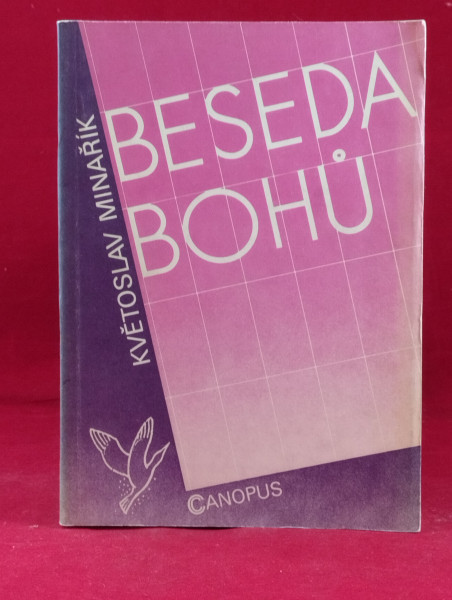 BESEDA
BOHŮ
KVĚTOSLAV MINAŘÍK
CANOPUS